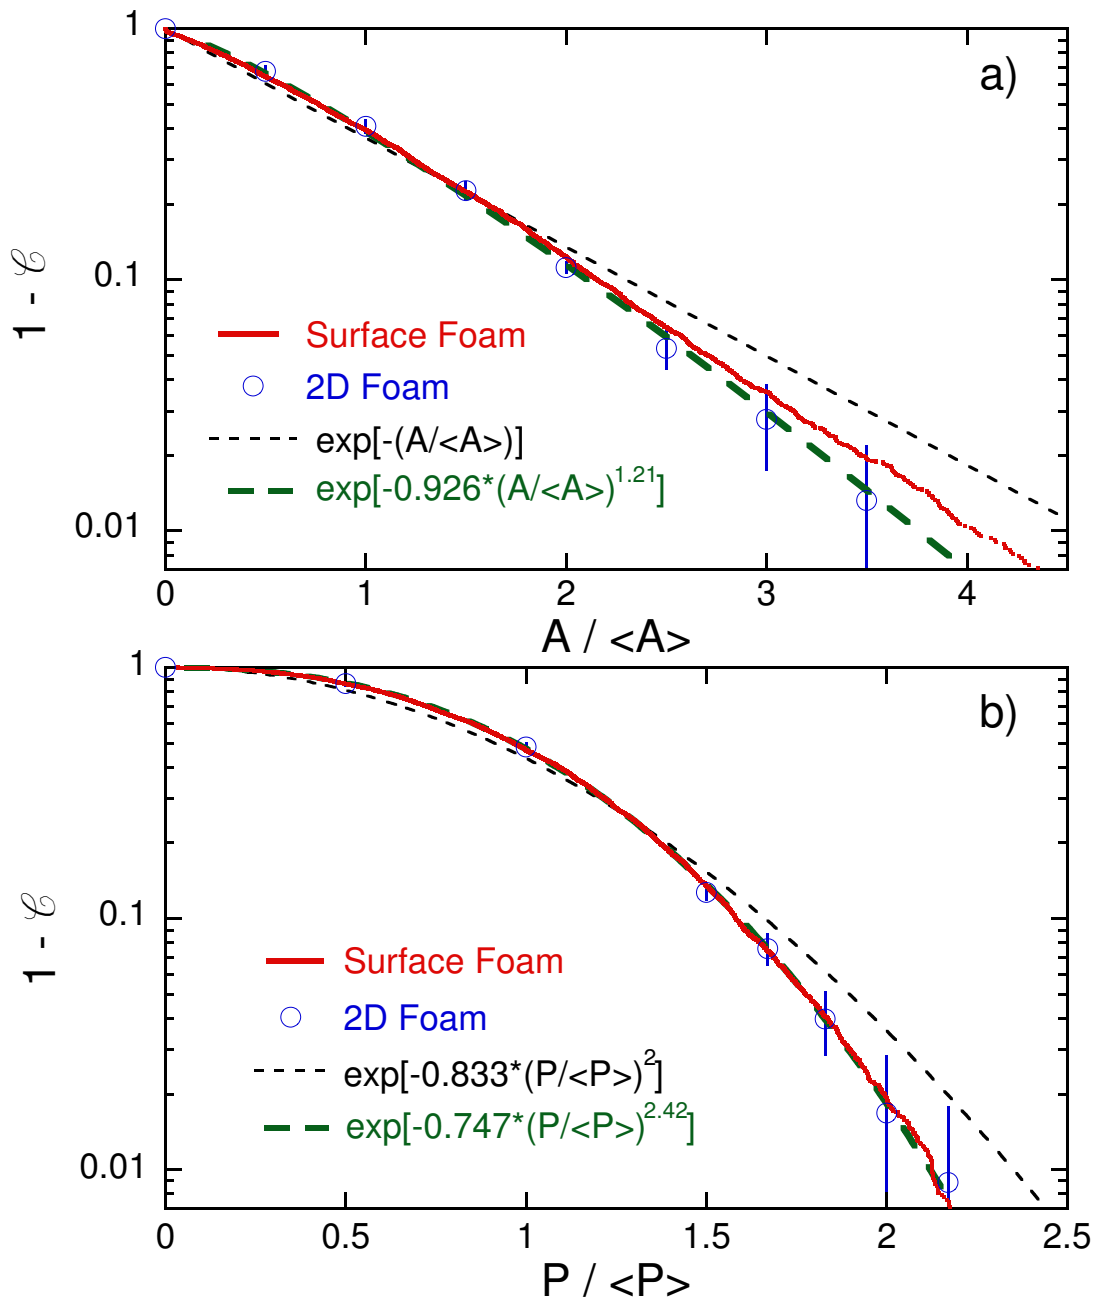 1
a)
0.1
1 - 𝒫
Surface Foam
2D Foam
exp[-(A/<A>)]
exp[-0.926*(A/<A>)^1.21]
0.01
0 1 2 3 4
A / <A>
1
b)
0.1
1 - 𝒫
Surface Foam
2D Foam
exp[-0.833*(P/<P>)^2]
exp[-0.747*(P/<P>)^2.42]
0.01
0 0.5 1 1.5 2 2.5
P / <P>